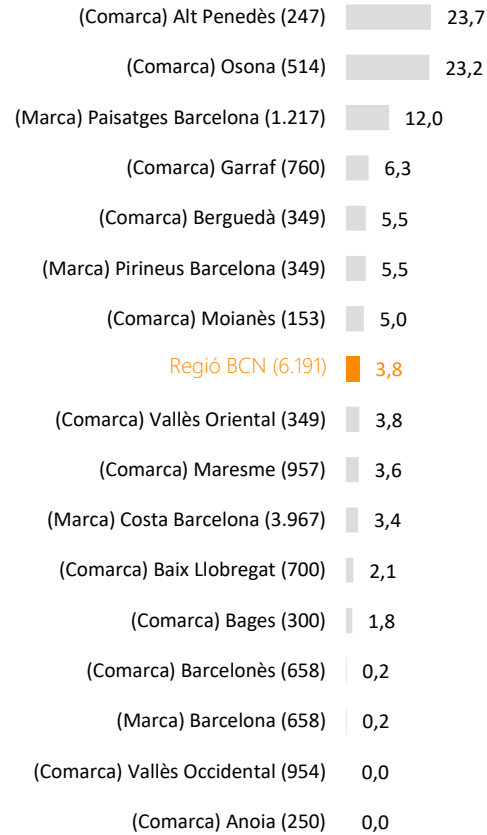 (Comarca) Alt Penedès (247) 23,7
(Comarca) Osona (514) 23,2
(Marca) Paisatges Barcelona (1.217) 12,0
(Comarca) Garraf (760) 6,3
(Comarca) Berguedà (349) 5,5
(Marca) Pirineus Barcelona (349) 5,5
(Comarca) Moianès (153) 5,0
Regió BCN (6.191) 3,8
(Comarca) Vallès Oriental (349) 3,8
(Comarca) Maresme (957) 3,6
(Marca) Costa Barcelona (3.967) 3,4
(Comarca) Baix Llobregat (700) 2,1
(Comarca) Bages (300) 1,8
(Comarca) Barcelonès (658) 0,2
(Marca) Barcelona (658) 0,2
(Comarca) Vallès Occidental (954) 0,0
(Comarca) Anoia (250) 0,0